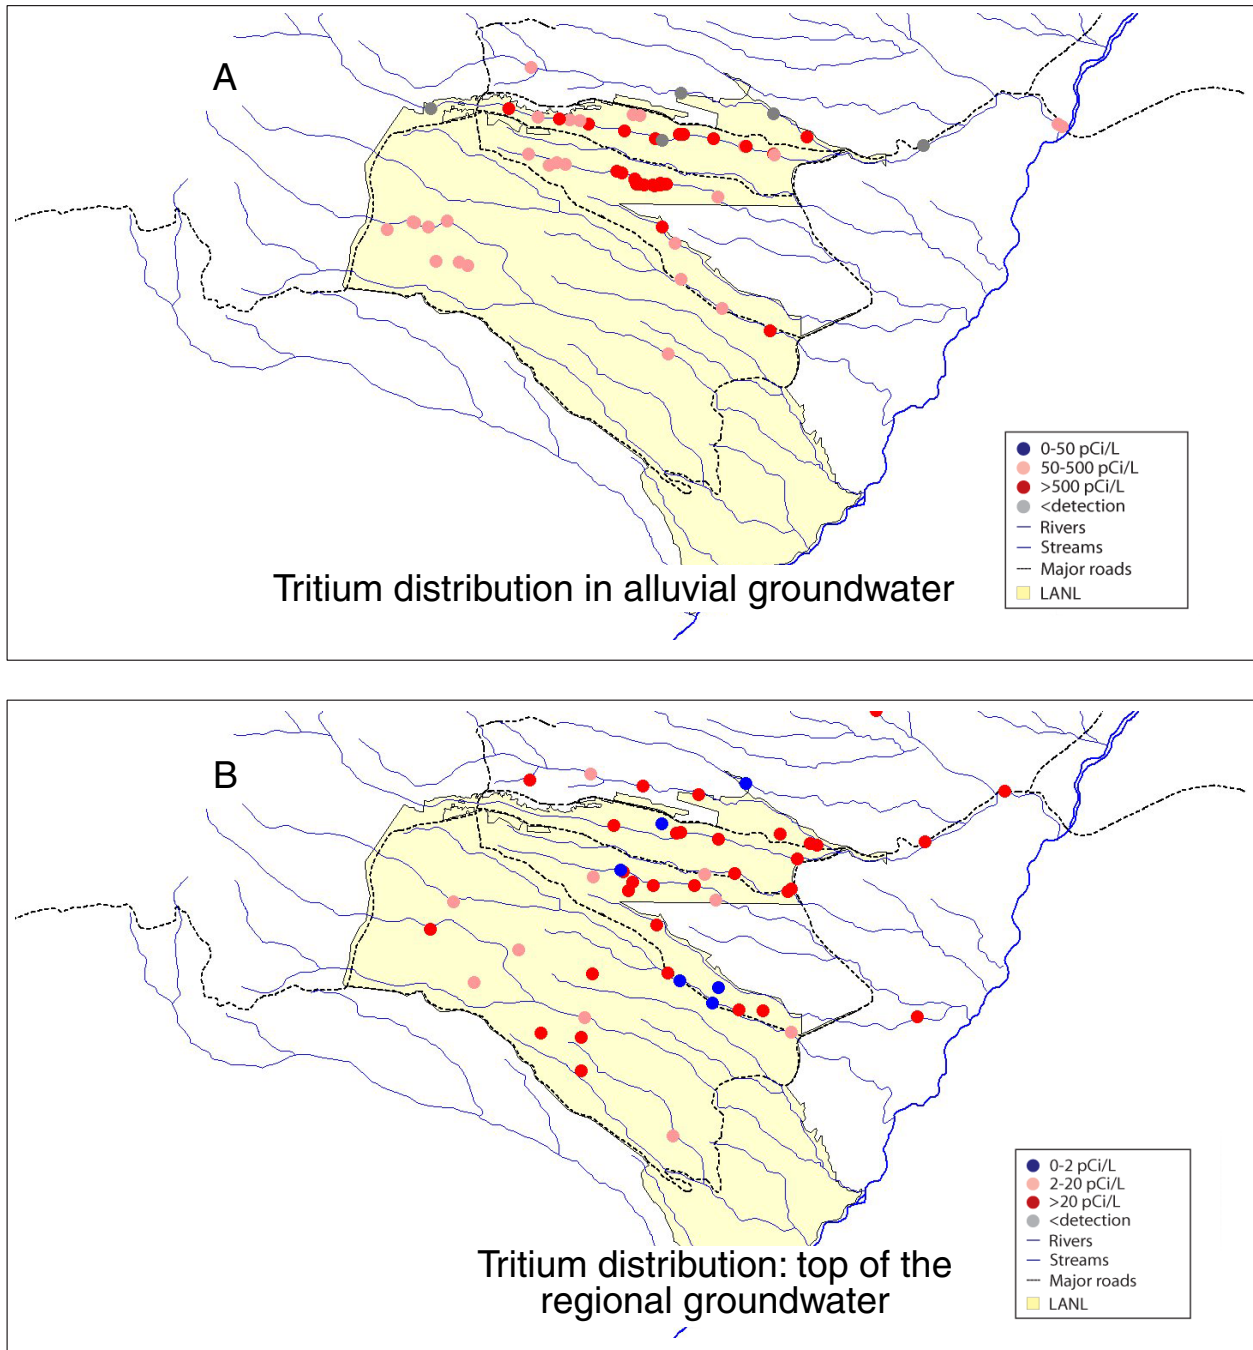 A
0-50 pCi/L
50-500 pCi/L
>500 pCi/L
<detection
Rivers
Streams
Major roads
LANL
Tritium distribution in alluvial groundwater
B
0-2 pCi/L
2-20 pCi/L
>20 pCi/L
<detection
Rivers
Streams
Major roads
LANL
Tritium distribution: top of the
regional groundwater